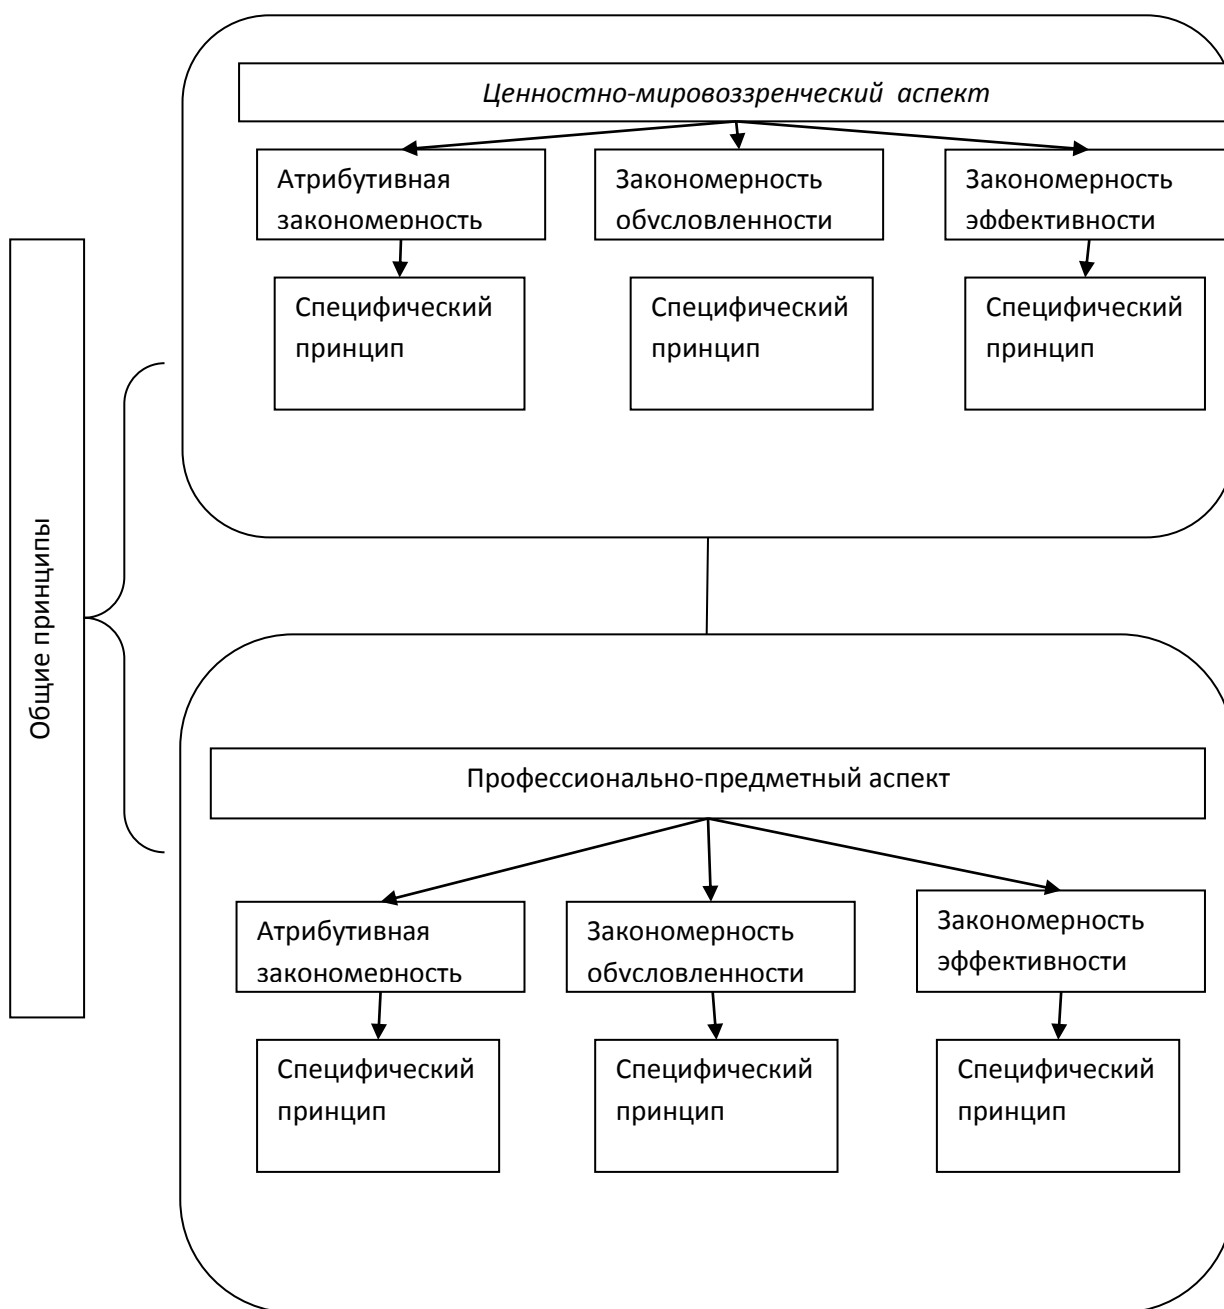 Ценностно-мировоззренческий аспект
Атрибутивная
закономерность
Закономерность
обусловленности
Закономерность
эффективности
Специфический
принцип
Специфический
принцип
Специфический
принцип
Общие принципы
Профессионально-предметный аспект
Атрибутивная
закономерность
Закономерность
обусловленности
Закономерность
эффективности
Специфический
принцип
Специфический
принцип
Специфический
принцип